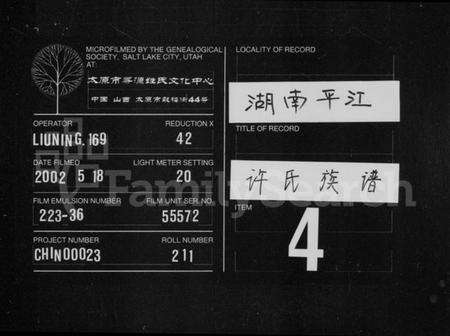 MICROFILMED BY THE GENEALOGICAL
SOCIETY, SALT LAKE CITY, UTAH
AT:
太原市寻源姓氏文化中心
中国 山西 太原市鼓楼街44号
OPERATOR REDUCTION X
LIUNING, 169 42
DATE FILMED LIGHT METER SETTING
2002 5 18 20
FILM EMULSION NUMBER FILM UNIT SER. NO.
223-36 55572
PROJECT NUMBER ROLL NUMBER
CHIN00023 211
LOCALITY OF RECORD
湖南平江
TITLE OF RECORD
许氏族谱
ITEM
4
FamilySearch